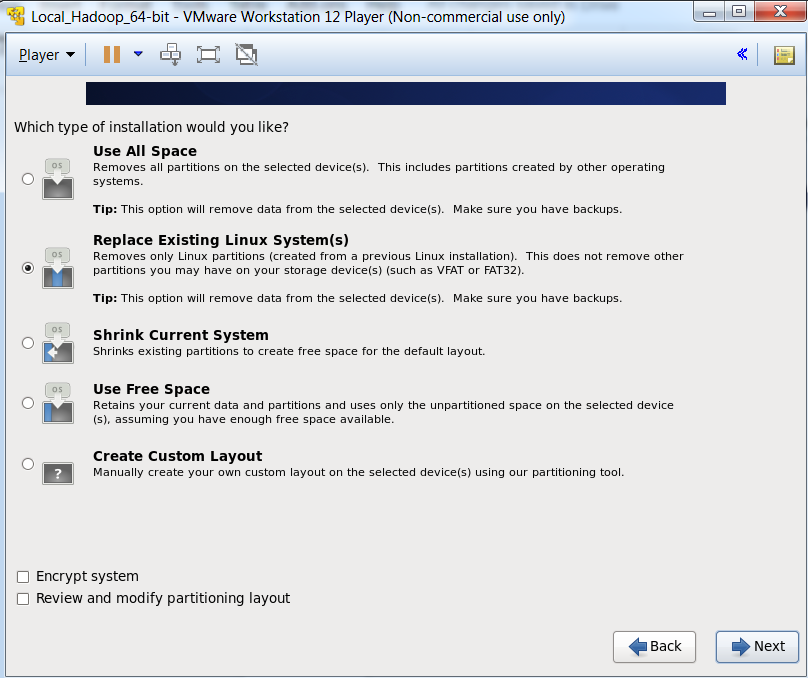 Local_Hadoop_64-bit - VMware Workstation 12 Player (Non-commercial use only)
Player
Which type of installation would you like?
Use All Space
OS
Removes all partitions on the selected device(s).  This includes partitions created by other operating
systems.
Tip: This option will remove data from the selected device(s).  Make sure you have backups.
Replace Existing Linux System(s)
OS
Removes only Linux partitions (created from a previous Linux installation).  This does not remove other
partitions you may have on your storage device(s) (such as VFAT or FAT32).
Tip: This option will remove data from the selected device(s).  Make sure you have backups.
OS
Shrink Current System
Shrinks existing partitions to create free space for the default layout.
OS
Use Free Space
Retains your current data and partitions and uses only the unpartitioned space on the selected device
(s), assuming you have enough free space available.
Create Custom Layout
?
Manually create your own custom layout on the selected device(s) using our partitioning tool.
Encrypt system
Review and modify partitioning layout
Back
Next